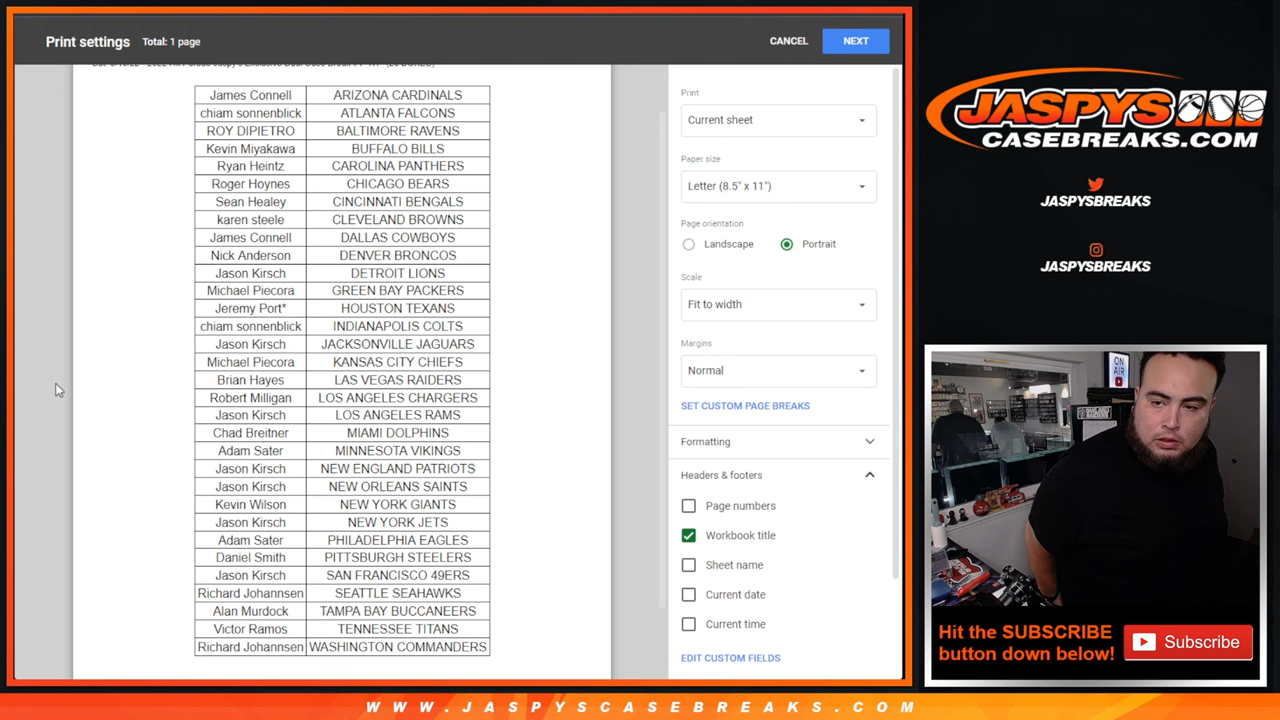 Print settings
Total: 1 page
CANCEL
NEXT
James Connell ARIZONA CARDINALS
chiam sonnenblick ATLANTA FALCONS
ROY DIPIETRO BALTIMORE RAVENS
Kevin Miyakawa BUFFALO BILLS
Ryan Heintz CAROLINA PANTHERS
Roger Hoynes CHICAGO BEARS
Sean Healey CINCINNATI BENGALS
karen steele CLEVELAND BROWNS
James Connell DALLAS COWBOYS
Nick Anderson DENVER BRONCOS
Jason Kirsch DETROIT LIONS
Michael Piecora GREEN BAY PACKERS
Jeremy Port* HOUSTON TEXANS
chiam sonnenblick INDIANAPOLIS COLTS
Jason Kirsch JACKSONVILLE JAGUARS
Michael Piecora KANSAS CITY CHIEFS
Brian Hayes LAS VEGAS RAIDERS
Robert Milligan LOS ANGELES CHARGERS
Jason Kirsch LOS ANGELES RAMS
Chad Breitner MIAMI DOLPHINS
Adam Sater MINNESOTA VIKINGS
Jason Kirsch NEW ENGLAND PATRIOTS
Jason Kirsch NEW ORLEANS SAINTS
Kevin Wilson NEW YORK GIANTS
Jason Kirsch NEW YORK JETS
Adam Sater PHILADELPHIA EAGLES
Daniel Smith PITTSBURGH STEELERS
Jason Kirsch SAN FRANCISCO 49ERS
Richard Johannsen SEATTLE SEAHAWKS
Alan Murdock TAMPA BAY BUCCANEERS
Victor Ramos TENNESSEE TITANS
Richard Johannsen WASHINGTON COMMANDERS
Print
Current sheet
Paper size
Letter (8.5" x 11")
Page orientation
Landscape
Portrait
Scale
Fit to width
Margins
Normal
SET CUSTOM PAGE BREAKS
Formatting
Headers & footers
Page numbers
Workbook title
Sheet name
Current date
Current time
EDIT CUSTOM FIELDS
JASPYS
CASEBREAKS.COM
JASPYSBREAKS
JASPYSBREAKS
ON
AIR
Hit the SUBSCRIBE
button down below!
Subscribe
WWW.JASPYSCASEBREAKS.COM